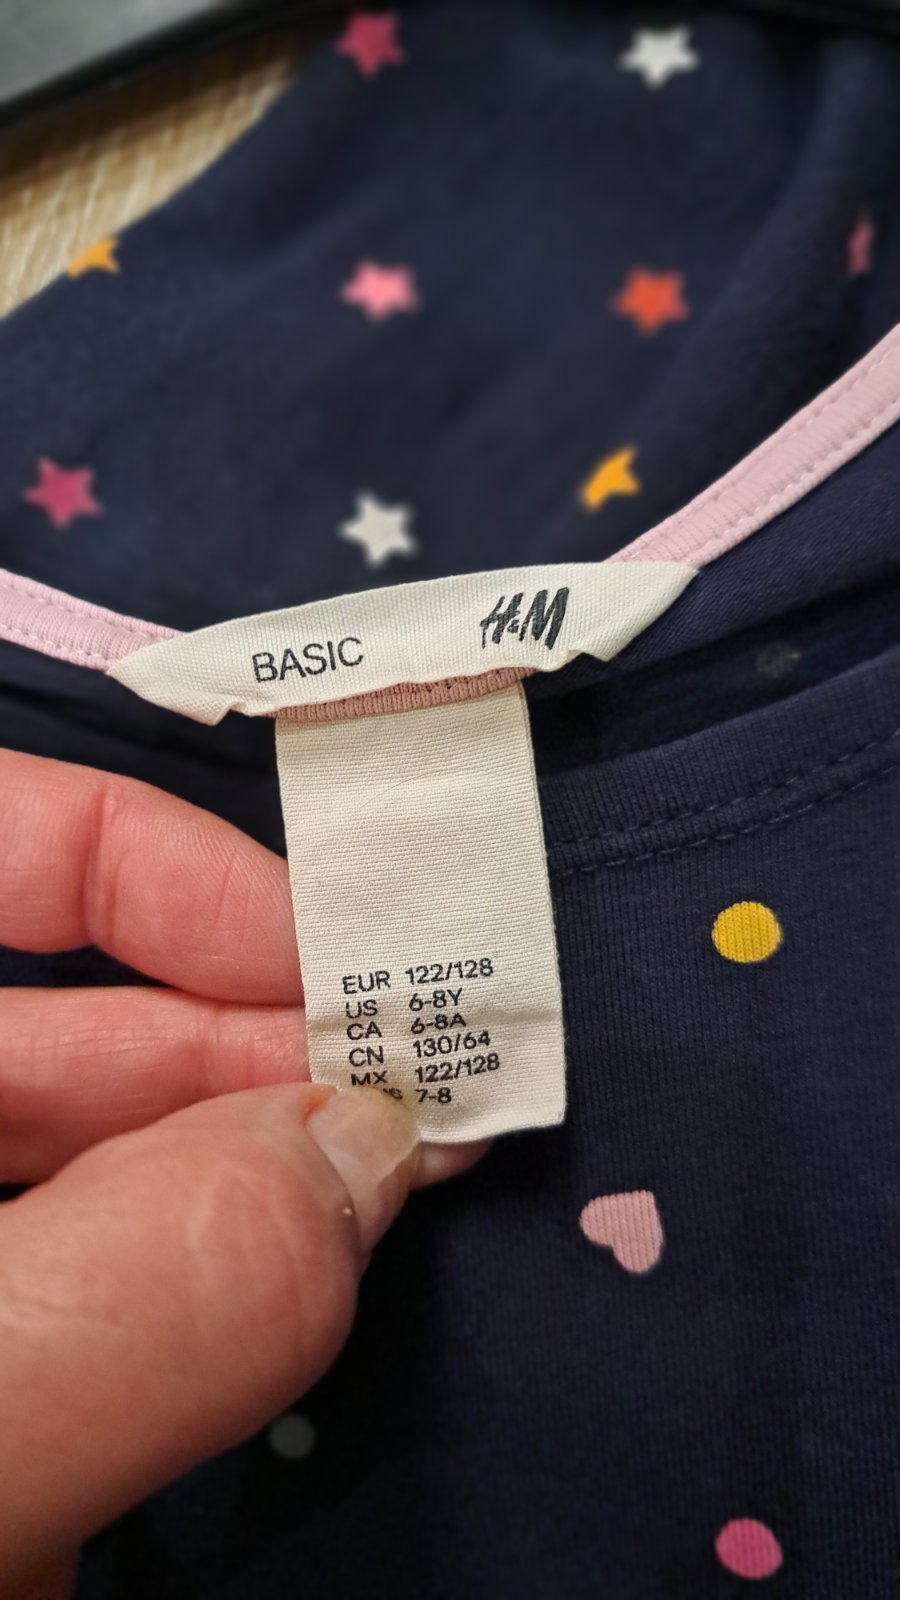 BASIC H&M
EUR 122/128
US 6-8Y
CA 6-8A
CN 130/64
MX 122/128
7-8